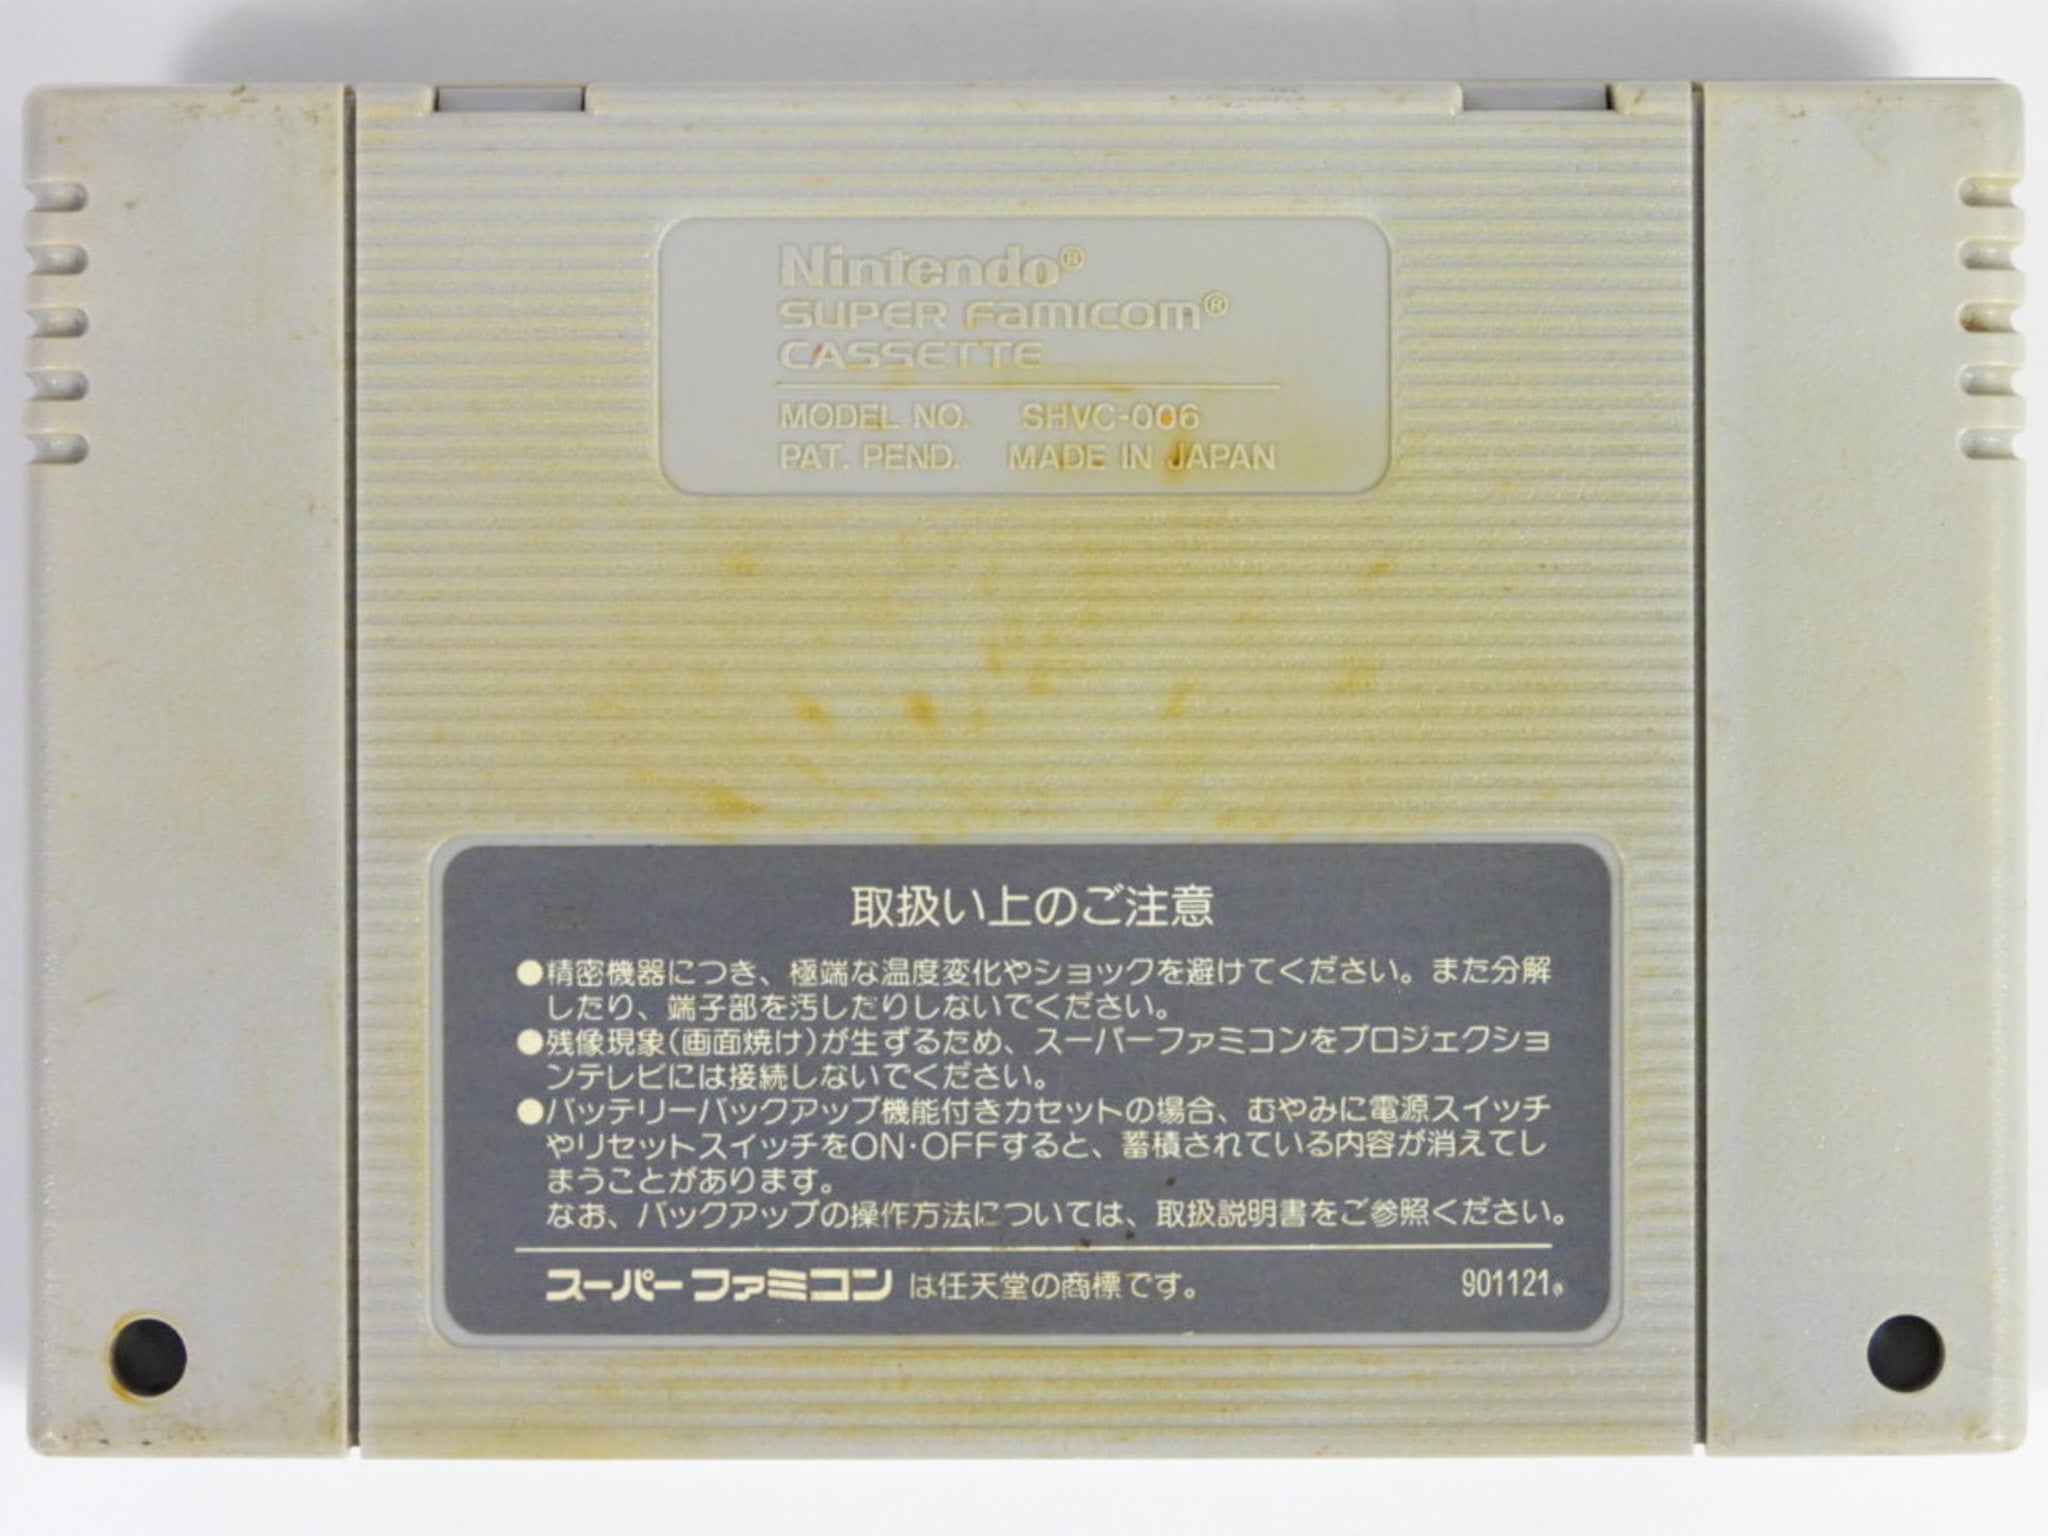 Nintendo®
SUPER FAMICOM®
CASSETTE
MODEL NO. SHVC-006
PAT. PEND. MADE IN JAPAN
取扱い上のご注意
●精密機器につき、極端な温度変化やショックを避けてください。また分解
したり、端子部を汚したりしないでください。
●残像現象(画面焼け)が生ずるため、スーパーファミコンをプロジェクショ
ンテレビには接続しないでください。
●バッテリーバックアップ機能付きカセットの場合、むやみに電源スイッチ
やリセットスイッチをON・OFFすると、蓄積されている内容が消えてし
まうことがあります。
なお、バックアップの操作方法については、取扱説明書をご参照ください。
スーパーファミコン は任天堂の商標です。 901121